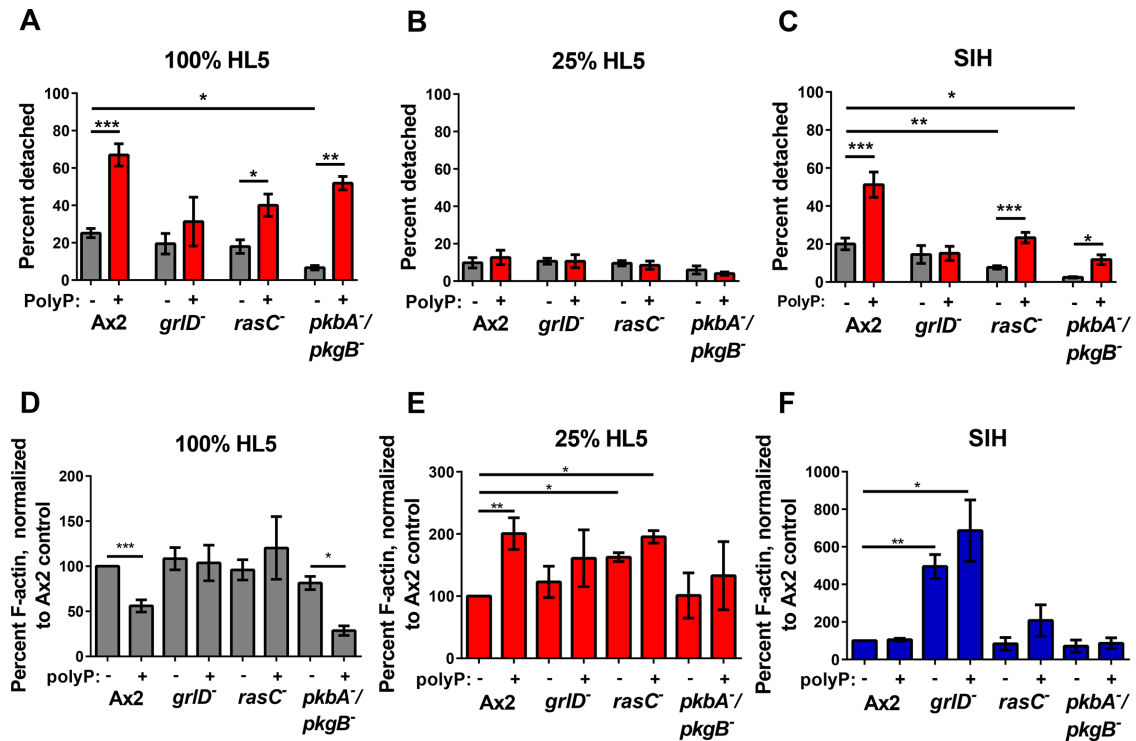 A
100% HL5
Percent detached
100
80
60
40
20
0
*
***
*
**
PolyP: - + - + - + - +
Ax2 grlD- rasC- pkbA-/
pkgB-
B
25% HL5
Percent detached
100
80
60
40
20
0
- + - + - + - +
Ax2 grlD- rasC- pkbA-/
pkgB-
C
SIH
Percent detached
100
80
60
40
20
0
*
**
***
***
*
PolyP: - + - + - + - +
Ax2 grlD- rasC- pkbA-/
pkgB-
D
100% HL5
Percent F-actin, normalized
to Ax2 control
200
150
100
50
0
***
*
polyP: - + - + - + - +
Ax2 grlD- rasC- pkbA-/
pkgB-
E
25% HL5
Percent F-actin, normalized
to Ax2 control
300
200
100
0
*
*
**
polyP: - + - + - + - +
Ax2 grlD- rasC- pkbA-/
pkgB-
F
SIH
Percent F-actin, normalized
to Ax2 control
1000
800
600
400
200
0
*
**
polyP: - + - + - + - +
Ax2 grlD- rasC- pkbA-/
pkgB-